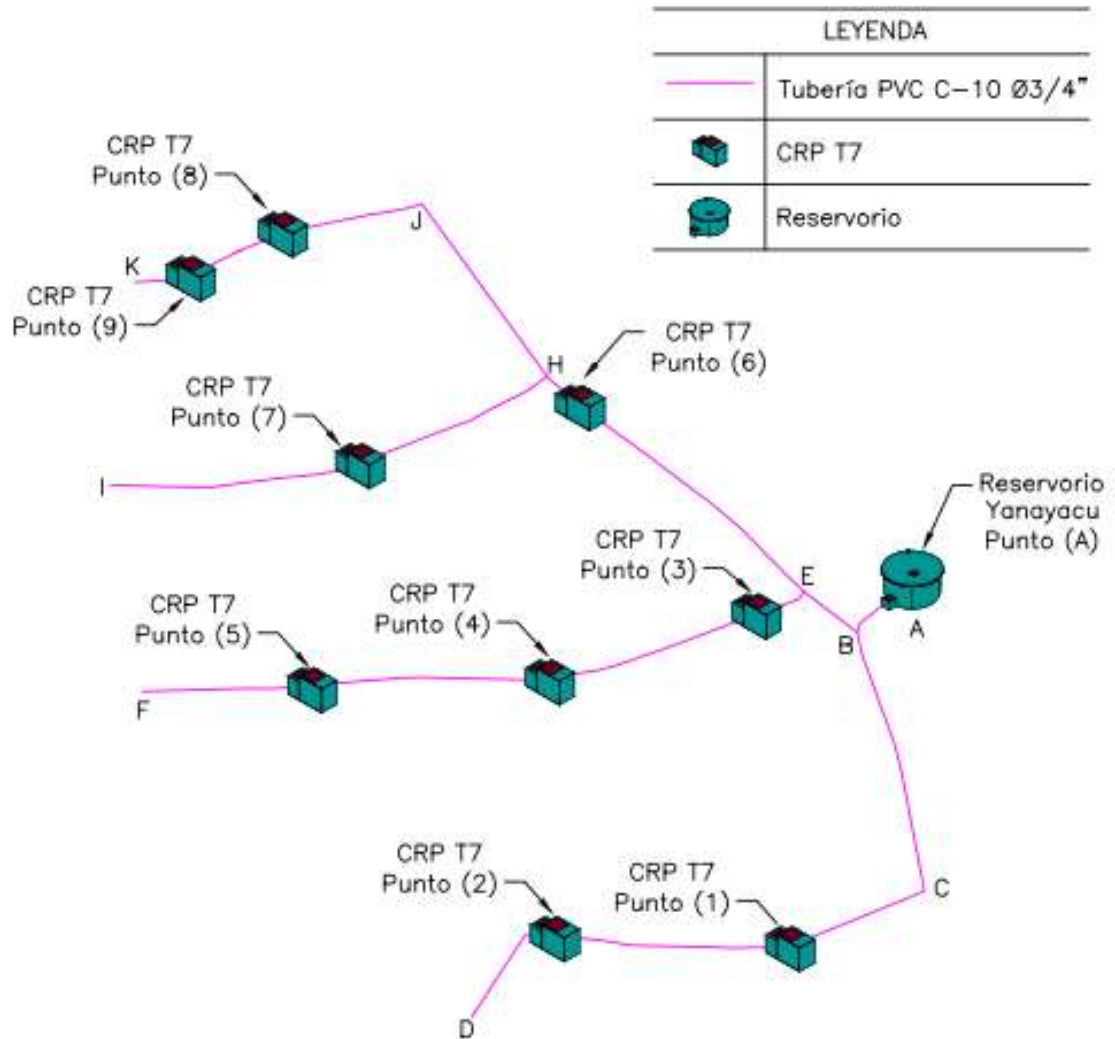 LEYENDA
Tubería PVC C-10 Ø3/4"
CRP T7
Reservorio
CRP T7
Punto (8)
J
K
CRP T7
Punto (9)
H
CRP T7
Punto (6)
CRP T7
Punto (7)
I
Reservorio
Yanayacu
Punto (A)
CRP T7
Punto (3)
E
A
B
CRP T7
Punto (4)
CRP T7
Punto (5)
F
C
CRP T7
Punto (2)
CRP T7
Punto (1)
D